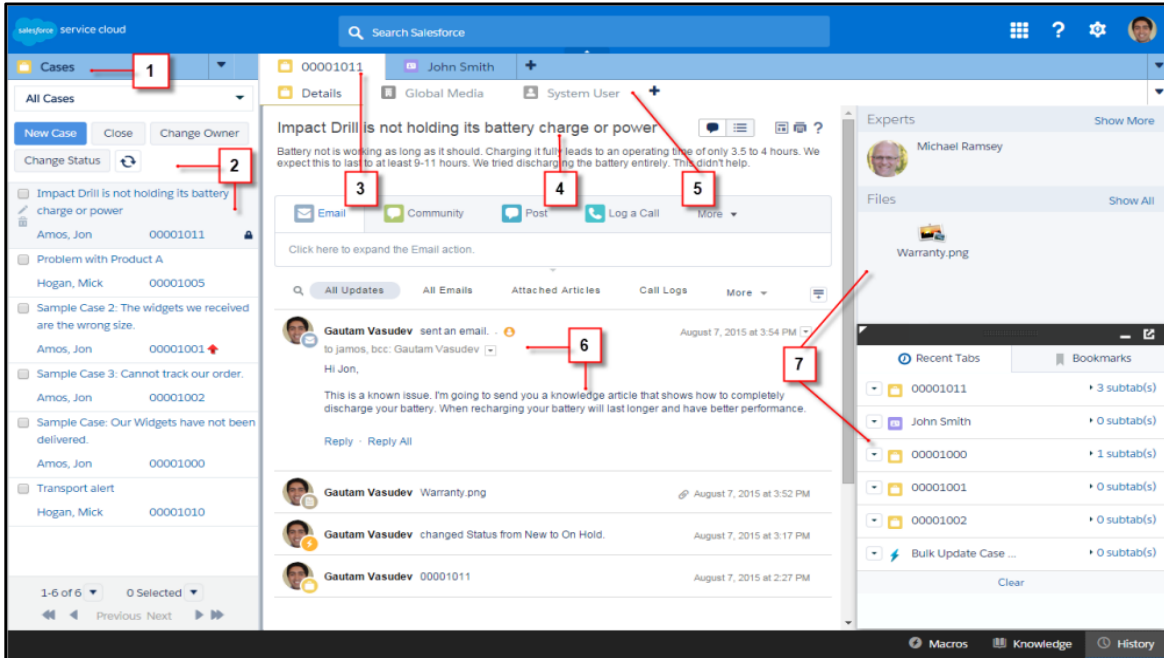 salesforce service cloud
Search Salesforce
?
Cases
1
All Cases
New Case Close Change Owner
Change Status
2
Impact Drill is not holding its battery
charge or power
Amos, Jon 00001011
Problem with Product A
Hogan, Mick 00001005
Sample Case 2: The widgets we received
are the wrong size.
Amos, Jon 00001001
Sample Case 3: Cannot track our order.
Amos, Jon 00001002
Sample Case: Our Widgets have not been
delivered.
Amos, Jon 00001000
Transport alert
Hogan, Mick 00001010
1-6 of 6 0 Selected
Previous Next
00001011 John Smith +
Details Global Media System User +
Impact Drill is not holding its battery charge or power
?
Battery not is working as long as it should. Charging it fully leads to an operating time of only 3.5 to 4 hours. We
expect this to last to at least 9-11 hours. We tried discharging the battery entirely. This didn't help.
3 4 5
Email Community Post Log a Call More
Click here to expand the Email action.
All Updates All Emails Attached Articles Call Logs More
Gautam Vasudev sent an email. August 7, 2015 at 3:54 PM
to jamos, bcc: Gautam Vasudev
6
Hi Jon,
This is a known issue. I'm going to send you a knowledge article that shows how to completely
discharge your battery. When recharging your battery will last longer and have better performance.
Reply · Reply All
Gautam Vasudev Warranty.png August 7, 2015 at 3:52 PM
Gautam Vasudev changed Status from New to On Hold. August 7, 2015 at 3:17 PM
Gautam Vasudev 00001011 August 7, 2015 at 2:27 PM
Experts Show More
Michael Ramsey
Files Show All
Warranty.png
7
Recent Tabs Bookmarks
00001011 3 subtab(s)
John Smith 0 subtab(s)
00001000 1 subtab(s)
00001001 0 subtab(s)
00001002 0 subtab(s)
Bulk Update Case ... 0 subtab(s)
Clear
Macros Knowledge History